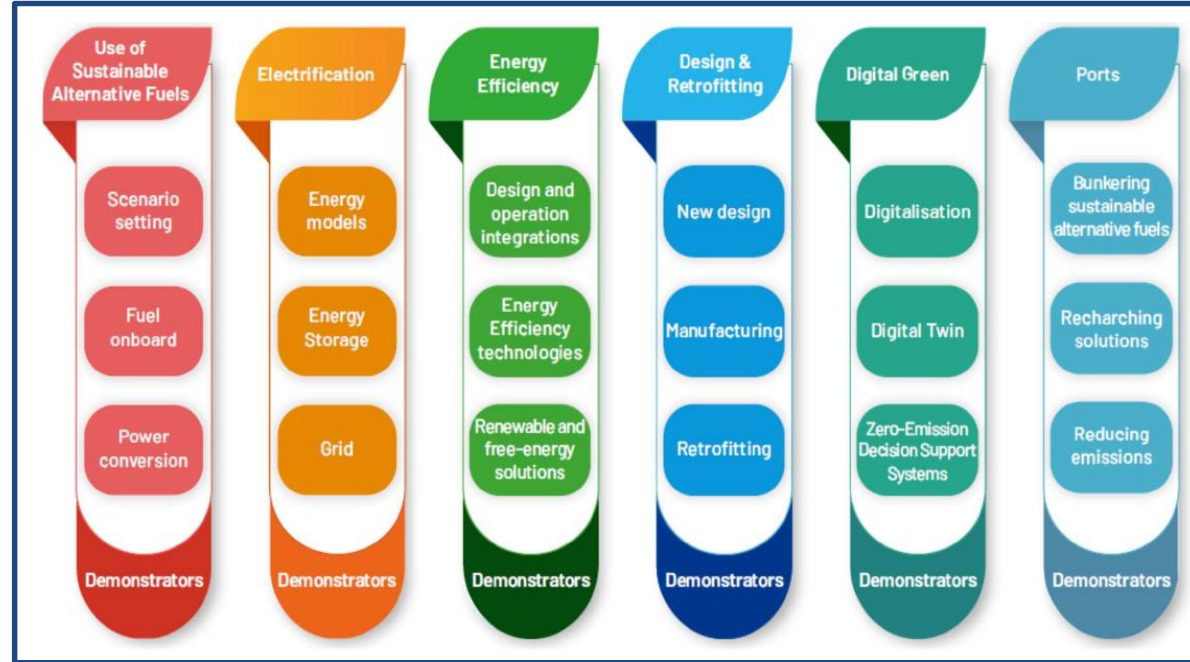 Use of
Sustainable
Alternative Fuels
Scenario
setting
Fuel
onboard
Power
conversion
Demonstrators
Electrification
Energy
models
Energy
Storage
Grid
Demonstrators
Energy
Efficiency
Design and
operation
integrations
Energy
Efficiency
technologies
Renewable and
free-energy
solutions
Demonstrators
Design &
Retrofitting
New design
Manufacturing
Retrofitting
Demonstrators
Digital Green
Digitalisation
Digital Twin
Zero-Emission
Decision Support
Systems
Demonstrators
Ports
Bunkering
sustainable
alternative fuels
Recharching
solutions
Reducing
emissions
Demonstrators